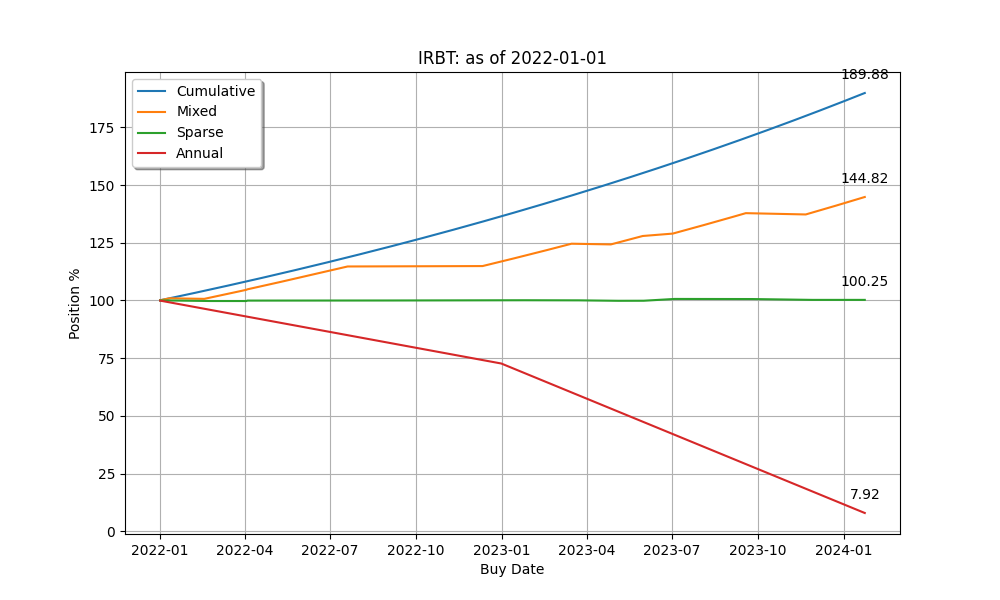 IRBT: as of 2022-01-01
189.88
Cumulative
Mixed
Sparse
Annual
144.82
100.25
7.92
175
150
125
100
75
50
25
0
Position %
2022-01 2022-04 2022-07 2022-10 2023-01 2023-04 2023-07 2023-10 2024-01
Buy Date